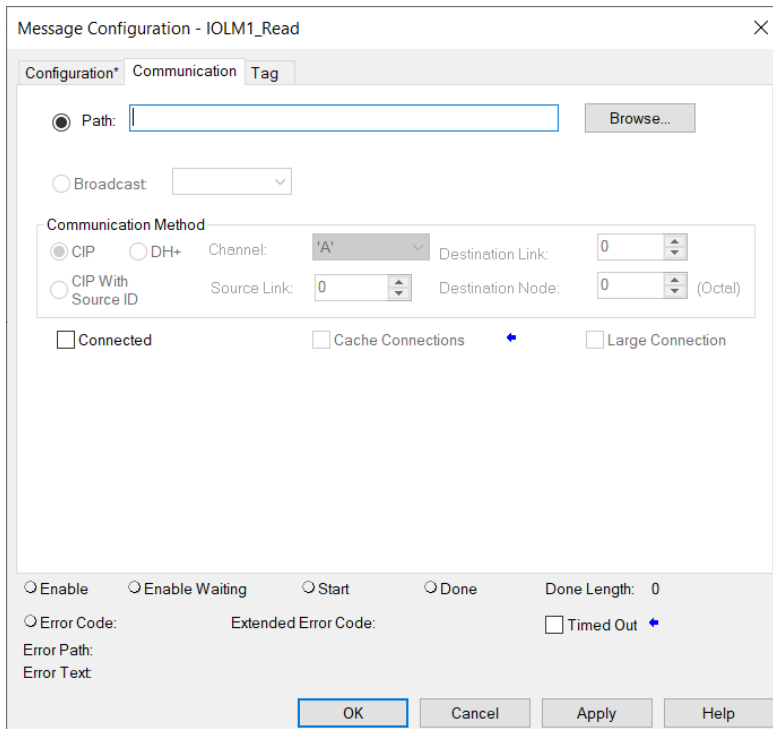 Message Configuration - IOLM1_Read
Configuration* Communication Tag
Path: Browse...
Broadcast:
Communication Method
CIP DH+ Channel: 'A' Destination Link: 0
CIP With Source ID Source Link: 0 Destination Node: 0 (Octal)
Connected Cache Connections Large Connection
Enable Enable Waiting Start Done Done Length: 0
Error Code: Extended Error Code: Timed Out
Error Path:
Error Text:
OK Cancel Apply Help